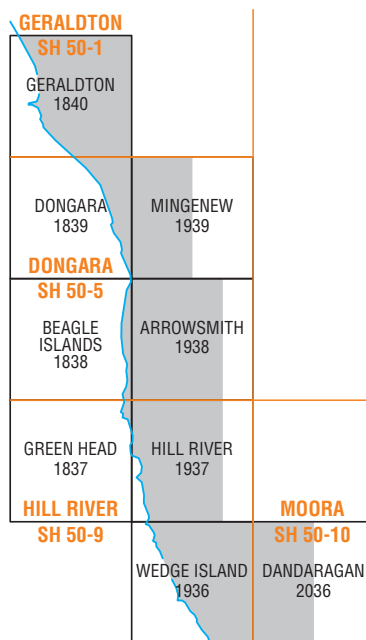 GERALDTON
SH 50-1
GERALDTON
1840
DONGARA
1839
MINGENEW
1939
DONGARA
SH 50-5
BEAGLE
ISLANDS
1838
ARROWSMITH
1938
GREEN HEAD
1837
HILL RIVER
1937
HILL RIVER
SH 50-9
MOORA
SH 50-10
WEDGE ISLAND
1936
DANDARAGAN
2036